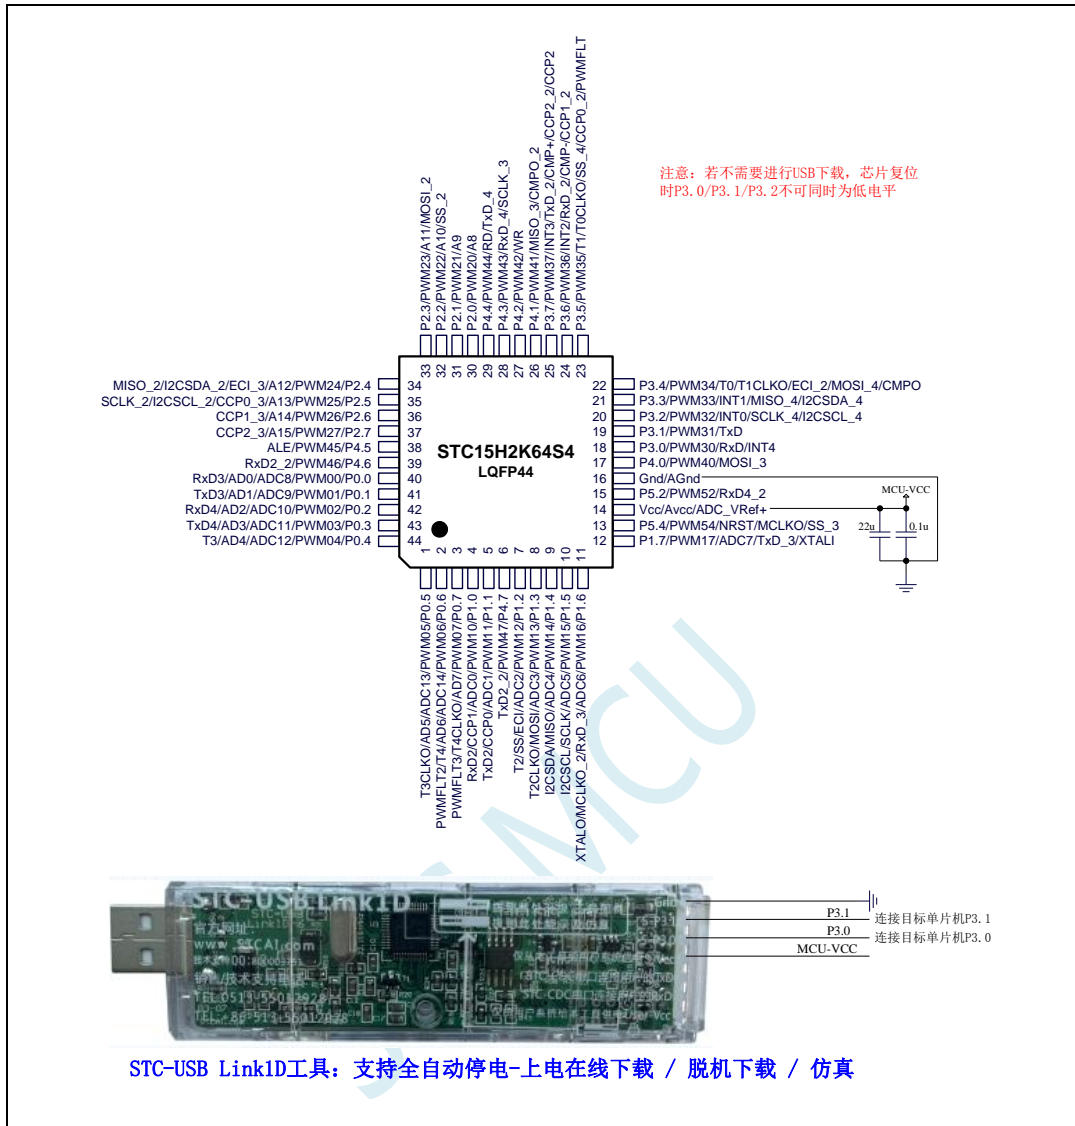 P2.3/PWM23/A11/MOSI_2
P2.2/PWM22/A10/SS_2
P2.1/PWM21/A9
P2.0/PWM20/A8
P4.4/PWM44/RD/TxD_4
P4.3/PWM43/RxD_4/SCLK_3
P4.2/PWM42/WR
P4.1/PWM41/MISO_3/CMPO_2
P3.7/PWM37/INT3/TxD_2/CMP+/CCP2_2/CCP2
P3.6/PWM36/INT2/RxD_2/CMP-/CCP1_2
P3.5/PWM35/T1/T0CLKO/SS_4/CCP0_2/PWMFLT
注意：若不需要进行USB下载，芯片复位
时P3.0/P3.1/P3.2不可同时为低电平
33 32 31 30 29 28 27 26 25 24 23
MISO_2/I2CSDA_2/ECI_3/A12/PWM24/P2.4 34
SCLK_2/I2CSCL_2/CCP0_3/A13/PWM25/P2.5 35
CCP1_3/A14/PWM26/P2.6 36
CCP2_3/A15/PWM27/P2.7 37
ALE/PWM45/P4.5 38
RxD2_2/PWM46/P4.6 39
RxD3/AD0/ADC8/PWM00/P0.0 40
TxD3/AD1/ADC9/PWM01/P0.1 41
RxD4/AD2/ADC10/PWM02/P0.2 42
TxD4/AD3/ADC11/PWM03/P0.3 43
T3/AD4/ADC12/PWM04/P0.4 44
STC15H2K64S4
LQFP44
22 P3.4/PWM34/T0/T1CLKO/ECI_2/MOSI_4/CMPO
21 P3.3/PWM33/INT1/MISO_4/I2CSDA_4
20 P3.2/PWM32/INT0/SCLK_4/I2CSCL_4
19 P3.1/PWM31/TxD
18 P3.0/PWM30/RxD/INT4
17 P4.0/PWM40/MOSI_3
16 Gnd/AGnd
15 P5.2/PWM52/RxD4_2
14 Vcc/Avcc/ADC_VRef+
13 P5.4/PWM54/NRST/MCLKO/SS_3
12 P1.7/PWM17/ADC7/TxD_3/XTALI
MCU-VCC
22u
0.1u
1 2 3 4 5 6 7 8 9 10 11
T3CLKO/AD5/ADC13/PWM05/P0.5
PWMFLT2/T4/AD6/ADC14/PWM06/P0.6
PWMFLT3/T4CLKO/AD7/PWM07/P0.7
RxD2/CCP1/ADC0/PWM10/P1.0
TxD2/CCP0/ADC1/PWM11/P1.1
TxD2_2/PWM47/P4.7
T2/SS/ECI/ADC2/PWM12/P1.2
T2CLKO/MOSI/ADC3/PWM13/P1.3
I2CSDA/MISO/ADC4/PWM14/P1.4
I2CSCL/SCLK/ADC5/PWM15/P1.5
XTALO/MCLKO_2/RxD_3/ADC6/PWM16/P1.6
STC-USB Link1D
官方网址:
www.STCAI.com
P3.1 连接目标单片机P3.1
P3.0 连接目标单片机P3.0
MCU-VCC
STC-USB Link1D工具：支持全自动停电-上电在线下载 / 脱机下载 / 仿真